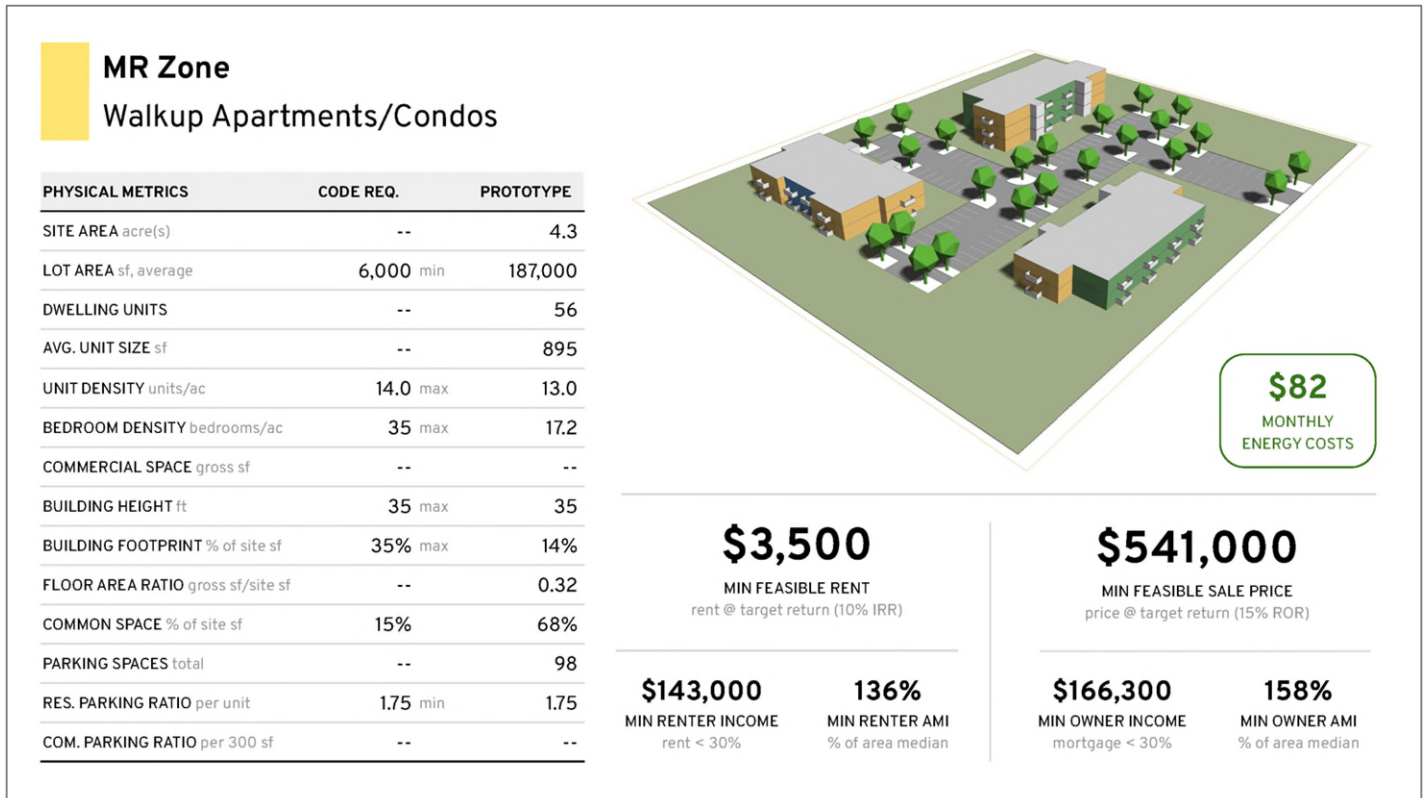 MR Zone
Walkup Apartments/Condos
PHYSICAL METRICS CODE REQ. PROTOTYPE
SITE AREA acre(s) -- 4.3
LOT AREA sf, average 6,000 min 187,000
DWELLING UNITS -- 56
AVG. UNIT SIZE sf -- 895
UNIT DENSITY units/ac 14.0 max 13.0
BEDROOM DENSITY bedrooms/ac 35 max 17.2
COMMERCIAL SPACE gross sf -- --
BUILDING HEIGHT ft 35 max 35
BUILDING FOOTPRINT % of site sf 35% max 14%
FLOOR AREA RATIO gross sf/site sf -- 0.32
COMMON SPACE % of site sf 15% 68%
PARKING SPACES total -- 98
RES. PARKING RATIO per unit 1.75 min 1.75
COM. PARKING RATIO per 300 sf -- --
$82
MONTHLY
ENERGY COSTS
$3,500
MIN FEASIBLE RENT
rent @ target return (10% IRR)
$143,000 136%
MIN RENTER INCOME MIN RENTER AMI
rent < 30% % of area median
$541,000
MIN FEASIBLE SALE PRICE
price @ target return (15% ROR)
$166,300 158%
MIN OWNER INCOME MIN OWNER AMI
mortgage < 30% % of area median